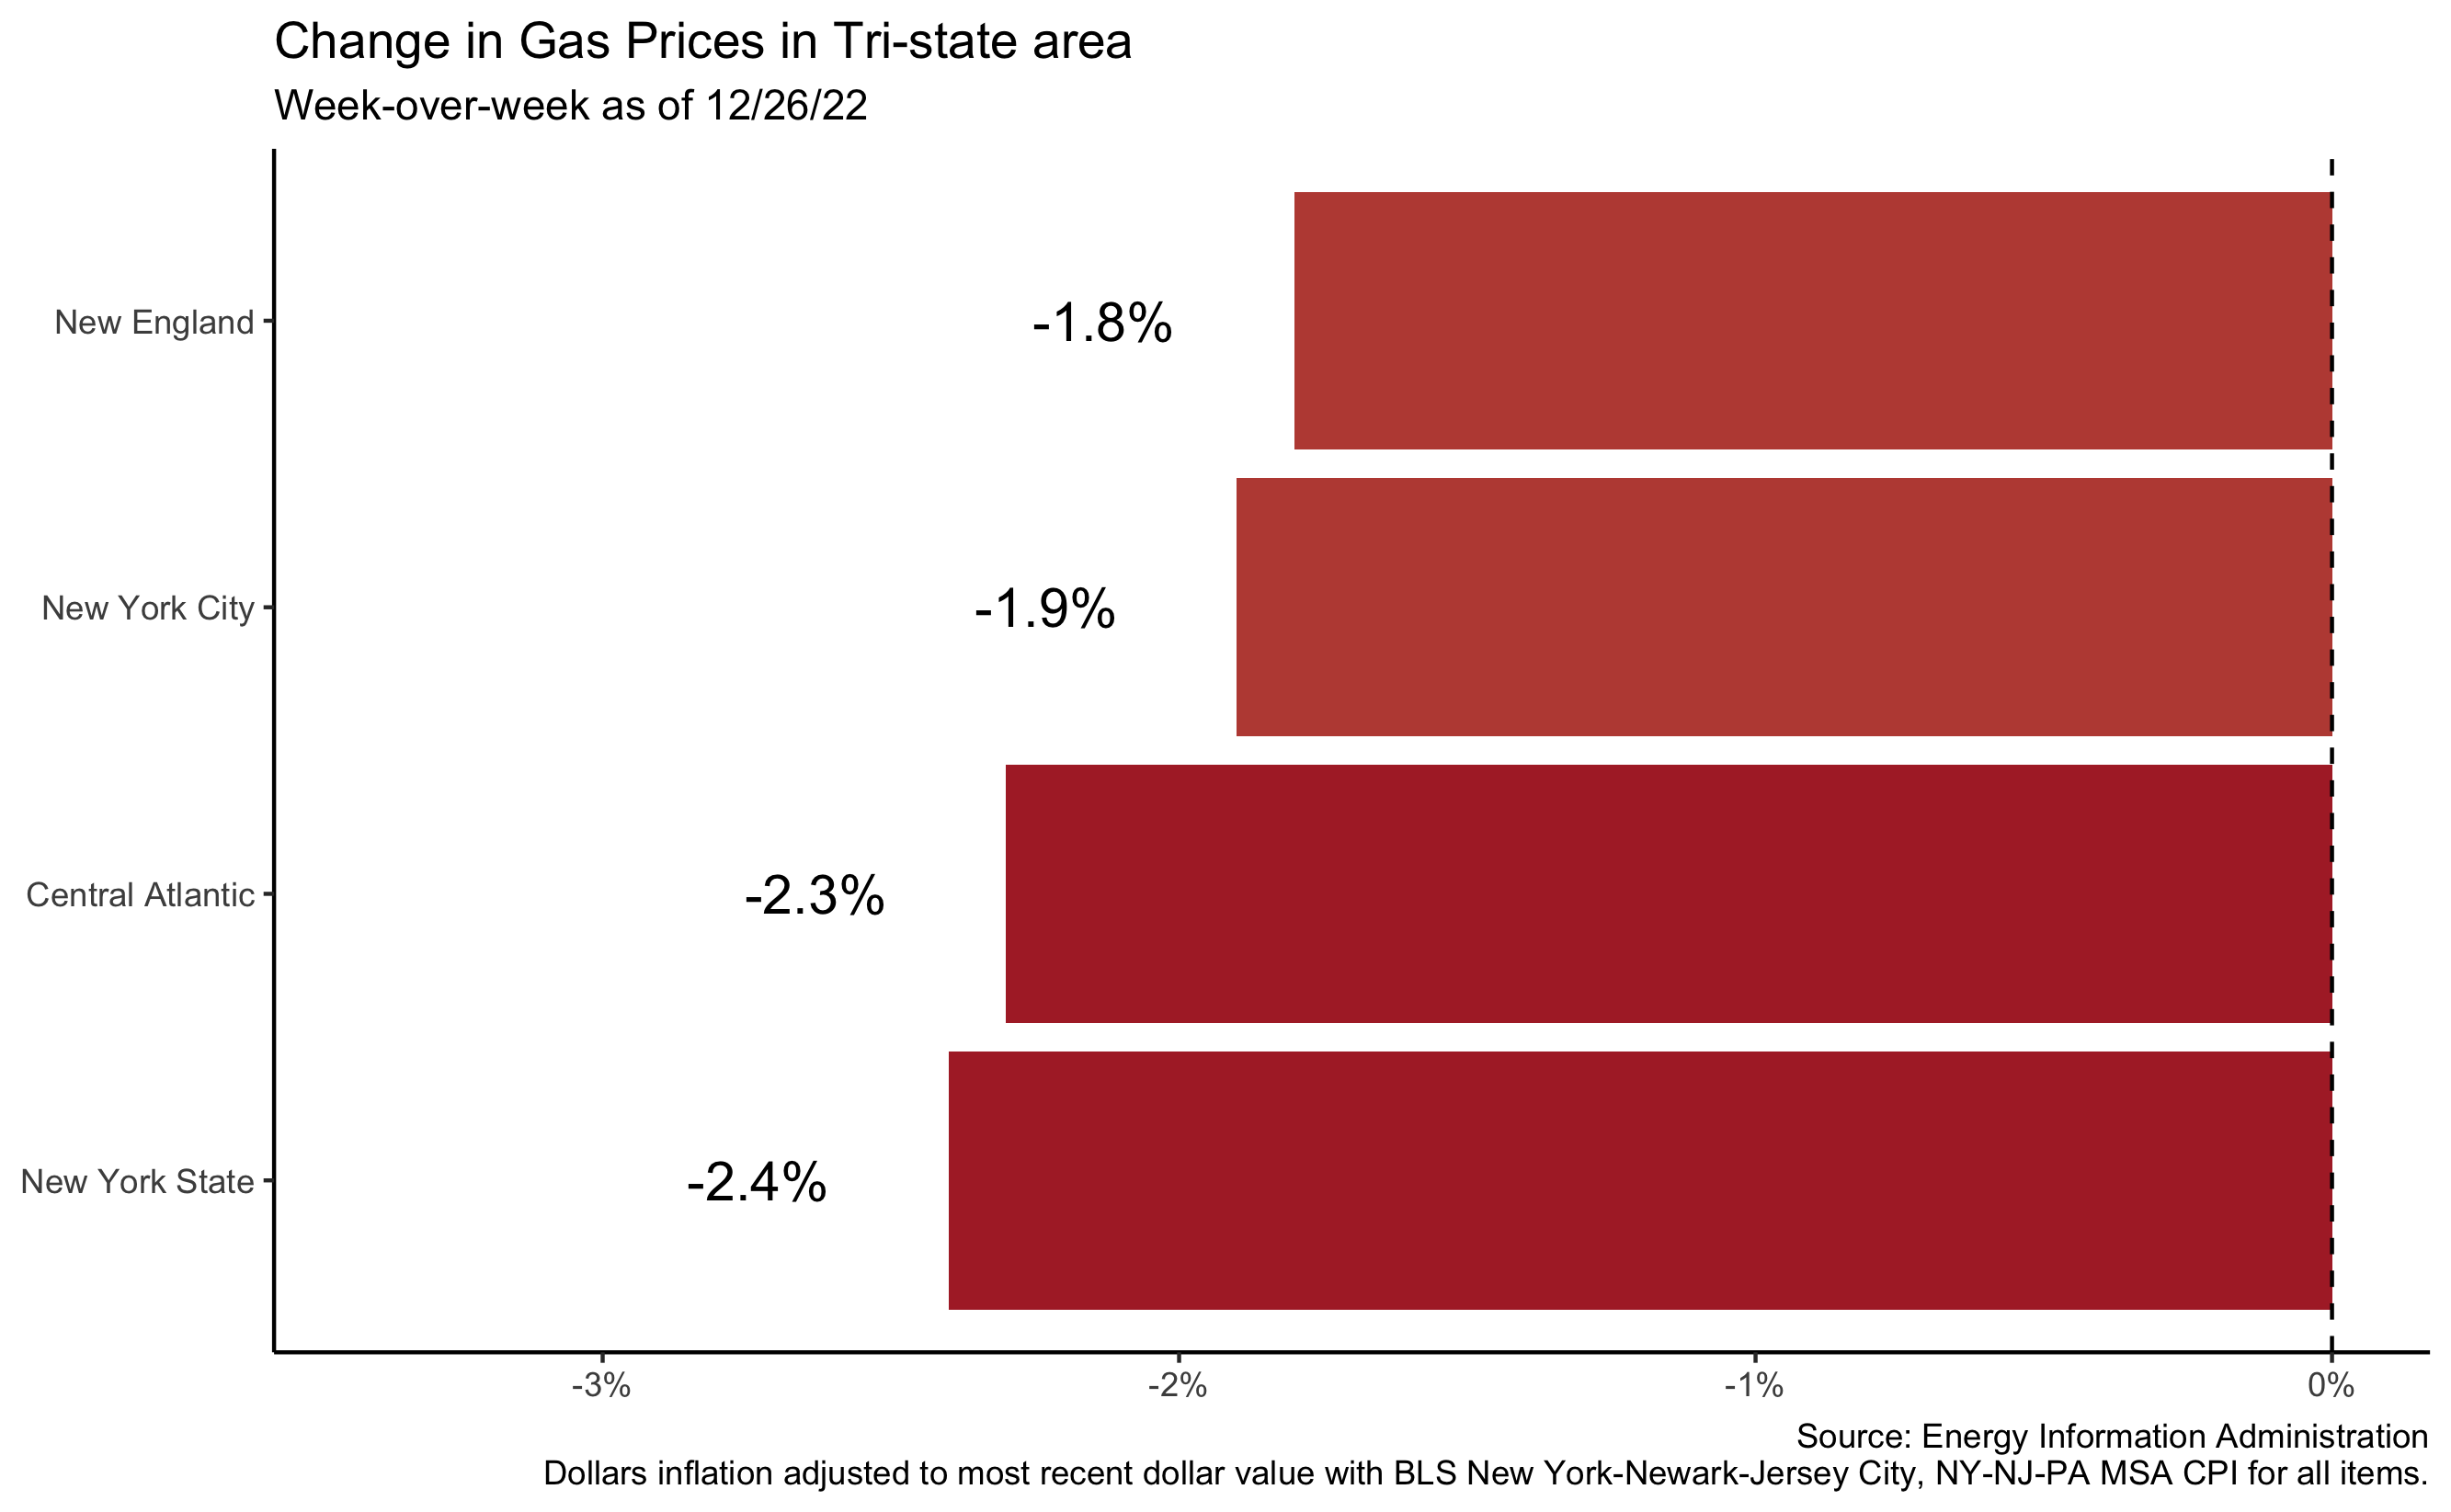 Change in Gas Prices in Tri-state area
Week-over-week as of 12/26/22
New England
-1.8%
New York City
-1.9%
Central Atlantic
-2.3%
New York State
-2.4%
-3%
-2%
-1%
0%
Source: Energy Information Administration
Dollars inflation adjusted to most recent dollar value with BLS New York-Newark-Jersey City, NY-NJ-PA MSA CPI for all items.